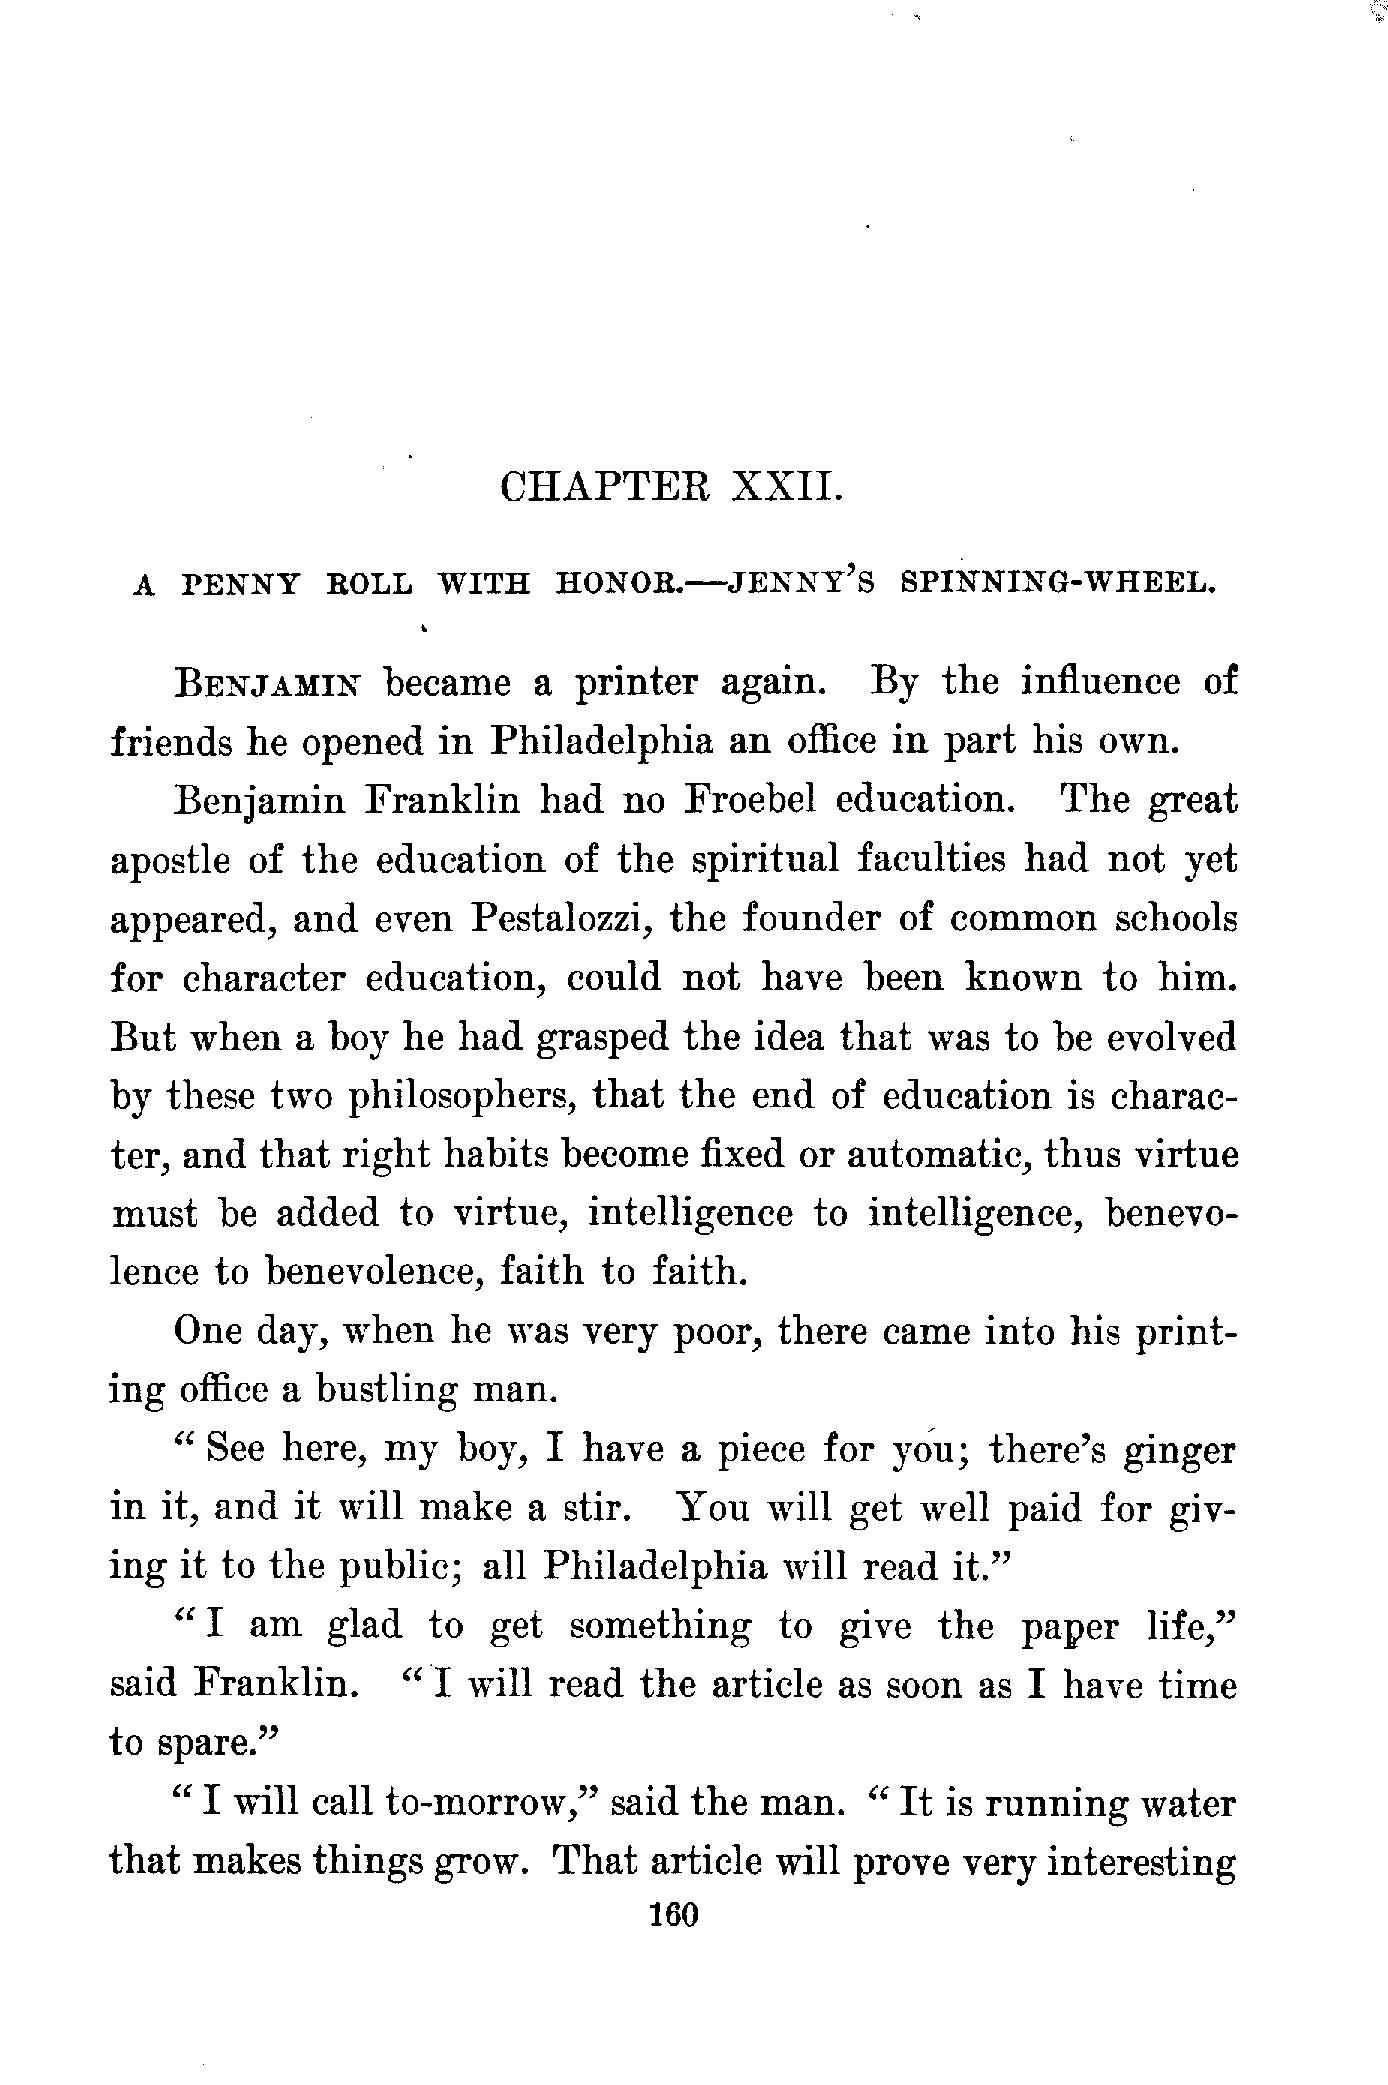 CHAPTER XXII.
A PENNY ROLL WITH HONOR.—JENNY'S SPINNING-WHEEL.
BENJAMIN became a printer again. By the influence of
friends he opened in Philadelphia an office in part his own.
Benjamin Franklin had no Froebel education. The great
apostle of the education of the spiritual faculties had not yet
appeared, and even Pestalozzi, the founder of common schools
for character education, could not have been known to him.
But when a boy he had grasped the idea that was to be evolved
by these two philosophers, that the end of education is charac-
ter, and that right habits become fixed or automatic, thus virtue
must be added to virtue, intelligence to intelligence, benevo-
lence to benevolence, faith to faith.
One day, when he was very poor, there came into his print-
ing office a bustling man.
“ See here, my boy, I have a piece for you; there's ginger
in it, and it will make a stir. You will get well paid for giv-
ing it to the public; all Philadelphia will read it.”
“ I am glad to get something to give the paper life,”
said Franklin. “ I will read the article as soon as I have time
to spare.”
“ I will call to-morrow,” said the man. “ It is running water
that makes things grow. That article will prove very interesting
160